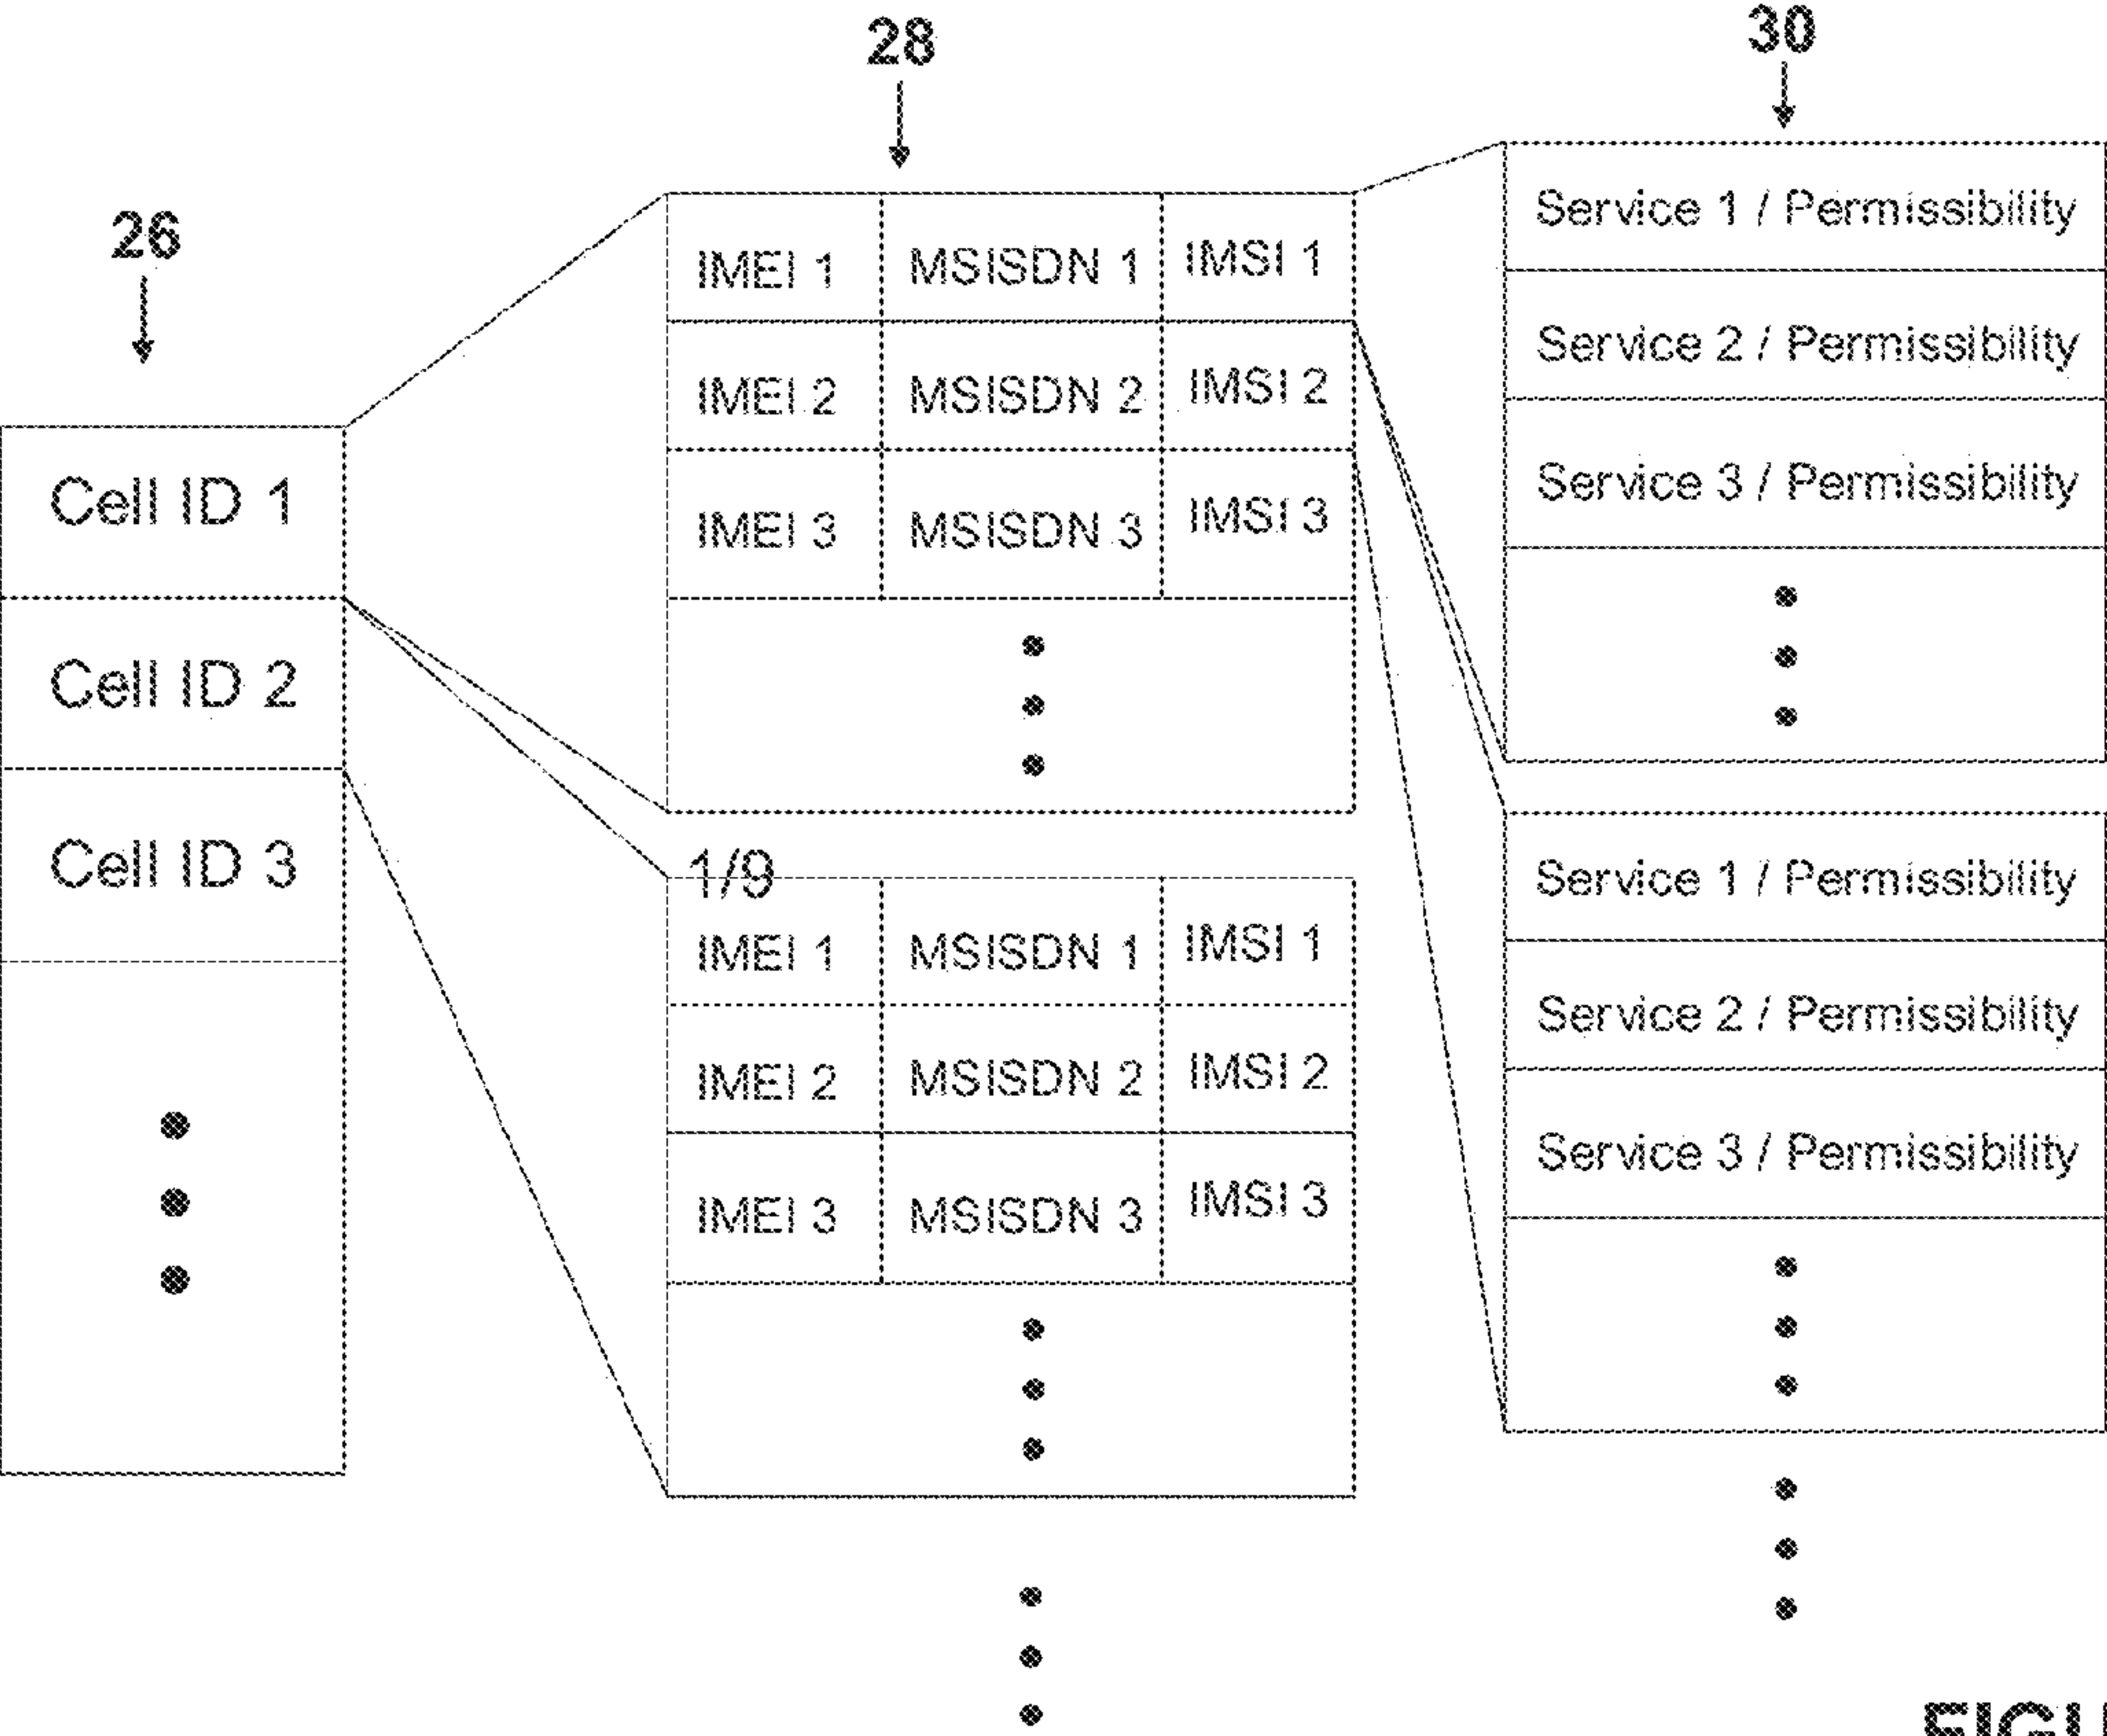 26
28
30
Cell ID 1
Cell ID 2
Cell ID 3
IMEI 1 MSISDN 1 IMSI 1
IMEI 2 MSISDN 2 IMSI 2
IMEI 3 MSISDN 3 IMSI 3
1/9
IMEI 1 MSISDN 1 IMSI 1
IMEI 2 MSISDN 2 IMSI 2
IMEI 3 MSISDN 3 IMSI 3
Service 1 / Permissibility
Service 2 / Permissibility
Service 3 / Permissibility
Service 1 / Permissibility
Service 2 / Permissibility
Service 3 / Permissibility